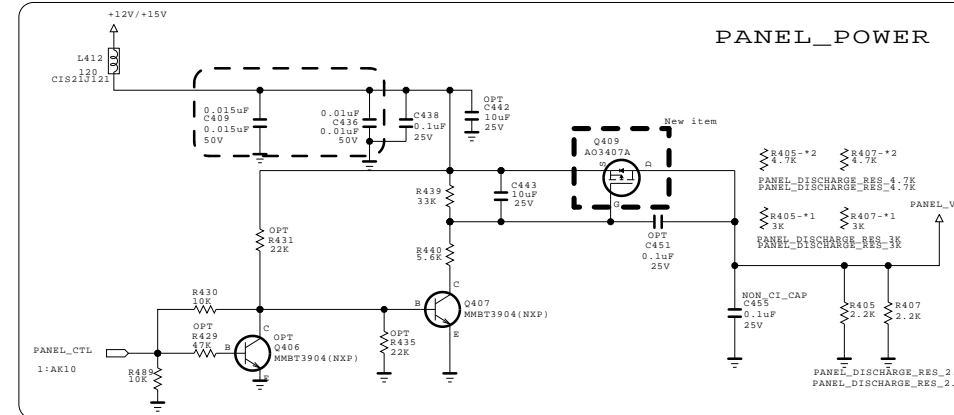 PANEL_POWER
+12V/+15V
L412
120
CIS21J121
0.015uF
C409
0.015uF
50V
0.01uF
C436
0.01uF
50V
C438
0.1uF
25V
OPT
C442
10uF
25V
New item
Q409
AO3407A
S
D
G
R405-*2
4.7K
R407-*2
4.7K
PANEL_DISCHARGE_RES_4.7K
PANEL_DISCHARGE_RES_4.7K
R439
33K
C443
10uF
25V
R405-*1
3K
R407-*1
3K
PANEL_DISCHARGE_RES_3K
PANEL_DISCHARGE_RES_3K
PANEL_V
OPT
R431
22K
R440
5.6K
OPT
C451
0.1uF
25V
R430
10K
C
B
Q407
MMBT3904(NXP)
E
NON_CI_CAP
C455
0.1uF
25V
R405
2.2K
R407
2.2K
OPT
R429
47K
C
B
OPT
Q406
MMBT3904(NXP)
E
OPT
R435
22K
PANEL_CTL
1:AK10
R489
10K
PANEL_DISCHARGE_RES_2.
PANEL_DISCHARGE_RES_2.